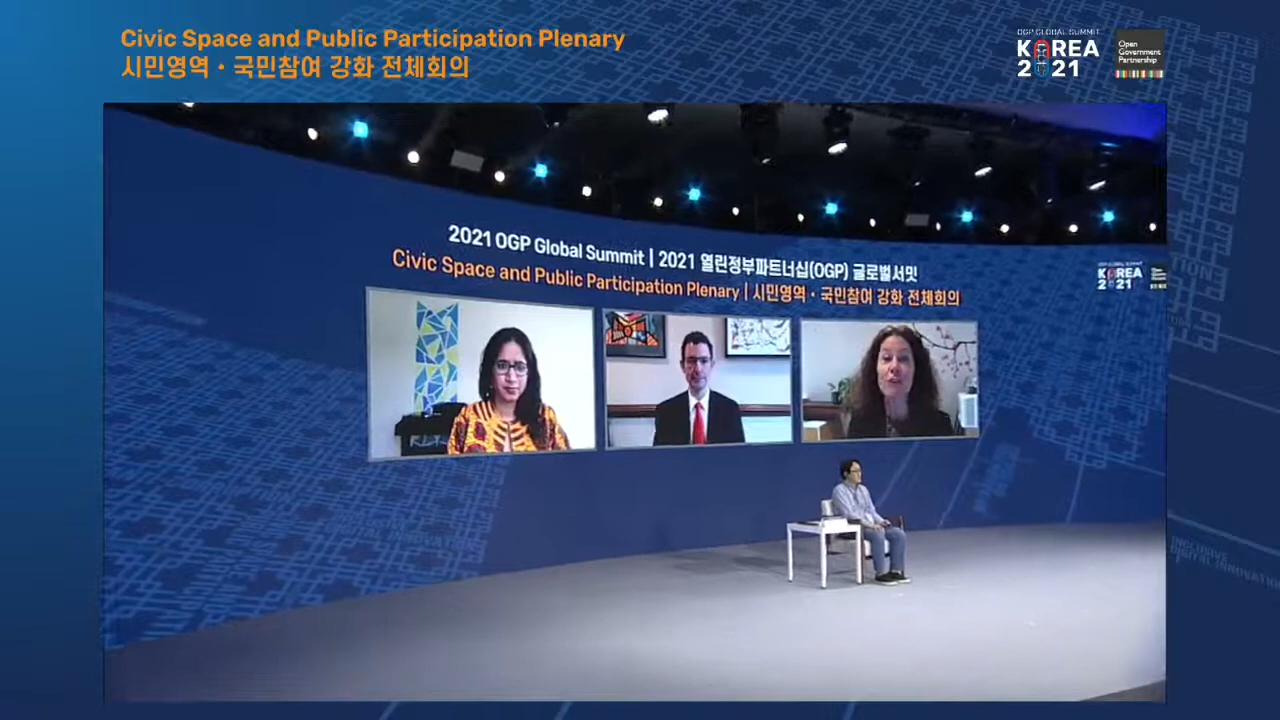 Civic Space and Public Participation Plenary
시민영역・국민참여 강화 전체회의
OGP GLOBAL SUMMIT
KOREA
2021
Open
Government
Partnership
2021 OGP Global Summit | 2021 열린정부파트너십(OGP) 글로벌서밋
Civic Space and Public Participation Plenary | 시민영역・국민참여 강화 전체회의
KOREA
2021